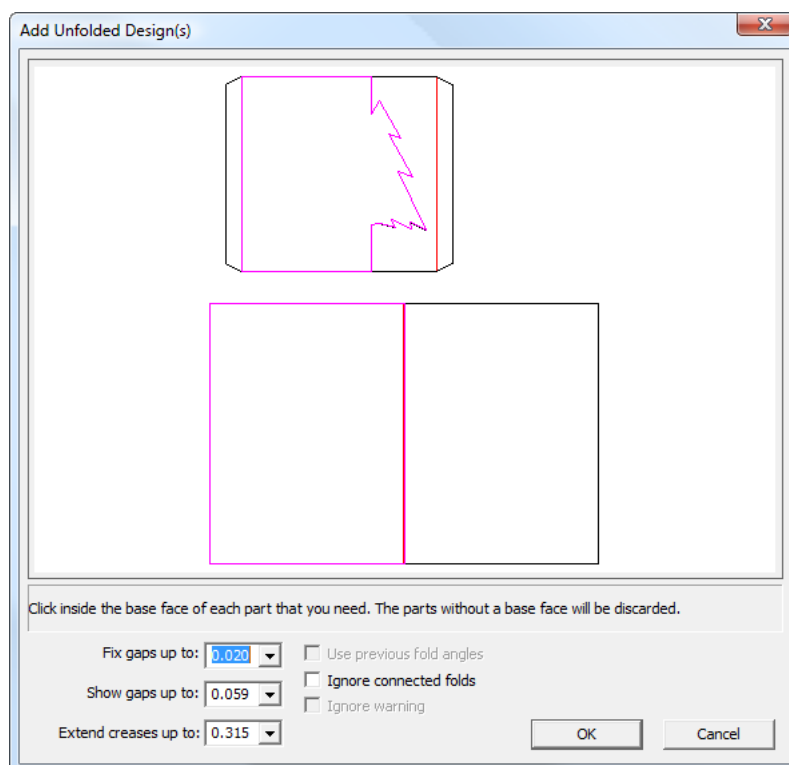 Add Unfolded Design(s)
Click inside the base face of each part that you need. The parts without a base face will be discarded.
Fix gaps up to: 0.020
Use previous fold angles
Ignore connected folds
Show gaps up to: 0.059
Ignore warning
Extend creases up to: 0.315
OK
Cancel